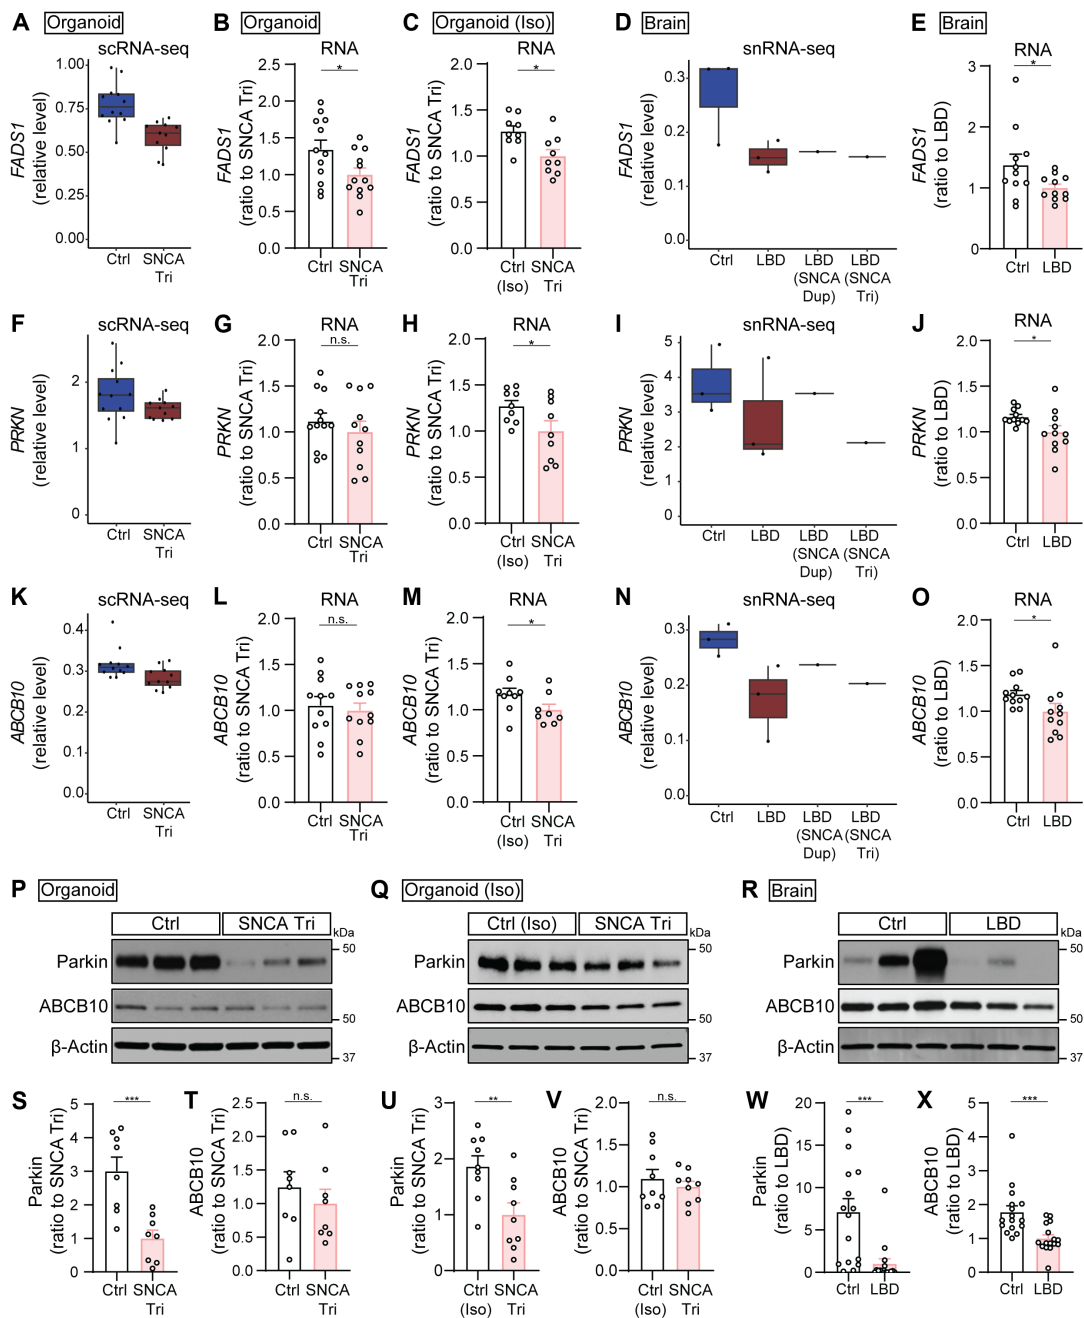 A Organoid
scRNA-seq
FADS1
(relative level)
1.00
0.75
0.50
0.25
0.00
Ctrl
SNCA
Tri
B Organoid
RNA
*
FADS1
(ratio to SNCA Tri)
2.5
2.0
1.5
1.0
0.5
0.0
Ctrl SNCA
Tri
C Organoid (Iso)
RNA
*
FADS1
(ratio to SNCA Tri)
2.0
1.5
1.0
0.5
0.0
Ctrl SNCA
(Iso) Tri
D Brain
snRNA-seq
FADS1
(relative level)
0.3
0.2
0.1
0.0
Ctrl LBD LBD LBD
(SNCA (SNCA
Dup) Tri)
E Brain
RNA
*
FADS1
(ratio to LBD)
3
2
1
0
Ctrl LBD
F
scRNA-seq
PRKN
(relative level)
2
1
0
Ctrl SNCA
Tri
G
RNA
n.s.
PRKN
(ratio to SNCA Tri)
2.0
1.5
1.0
0.5
0.0
Ctrl SNCA
Tri
H
RNA
*
PRKN
(ratio to SNCA Tri)
2.0
1.5
1.0
0.5
0.0
Ctrl SNCA
(Iso) Tri
I
snRNA-seq
PRKN
(relative level)
5
4
3
2
1
0
Ctrl LBD LBD LBD
(SNCA (SNCA
Dup) Tri)
J
RNA
*
PRKN
(ratio to LBD)
2.0
1.5
1.0
0.5
0.0
Ctrl LBD
K
scRNA-seq
ABCB10
(relative level)
0.4
0.3
0.2
0.1
0.0
Ctrl SNCA
Tri
L
RNA
n.s.
ABCB10
(ratio to SNCA Tri)
2.0
1.5
1.0
0.5
0.0
Ctrl SNCA
Tri
M
RNA
*
ABCB10
(ratio to SNCA Tri)
2.0
1.5
1.0
0.5
0.0
Ctrl SNCA
(Iso) Tri
N
snRNA-seq
ABCB10
(relative level)
0.3
0.2
0.1
0.0
Ctrl LBD LBD LBD
(SNCA (SNCA
Dup) Tri)
O
RNA
*
ABCB10
(ratio to LBD)
2.0
1.5
1.0
0.5
0.0
Ctrl LBD
P Organoid
Ctrl SNCA Tri
kDa
Parkin 50
ABCB10 50
β-Actin 37
Q Organoid (Iso)
Ctrl (Iso) SNCA Tri
kDa
Parkin 50
ABCB10 50
β-Actin 37
R Brain
Ctrl LBD
kDa
Parkin 50
ABCB10 50
β-Actin 37
S
***
Parkin
(ratio to SNCA Tri)
5
4
3
2
1
0
Ctrl SNCA
Tri
T
n.s.
ABCB10
(ratio to SNCA Tri)
2.5
2.0
1.5
1.0
0.5
0.0
Ctrl SNCA
Tri
U
**
Parkin
(ratio to SNCA Tri)
3
2
1
0
Ctrl SNCA
(Iso) Tri
V
n.s.
ABCB10
(ratio to SNCA Tri)
2.0
1.5
1.0
0.5
0.0
Ctrl SNCA
(Iso) Tri
W
***
Parkin
(ratio to LBD)
20
15
10
5
0
Ctrl LBD
X
***
ABCB10
(ratio to LBD)
5
4
3
2
1
0
Ctrl LBD